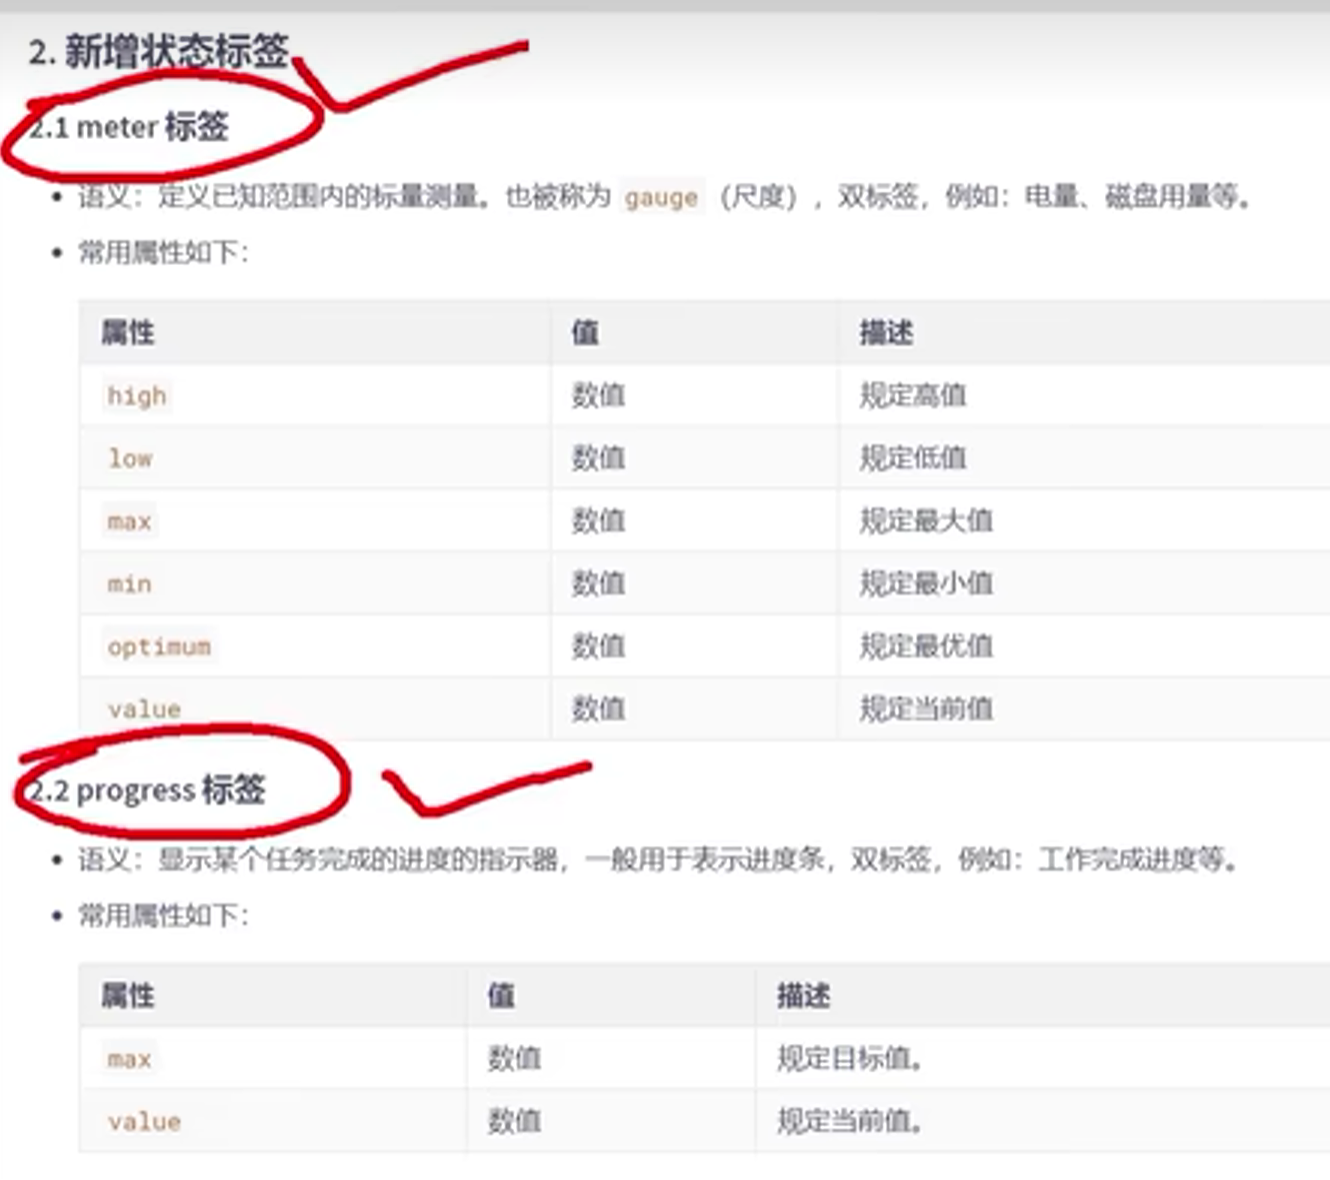 2. 新增状态标签
2.1 meter 标签
• 语义：定义已知范围内的标量测量。也被称为 gauge （尺度），双标签，例如：电量、磁盘用量等。
• 常用属性如下：
属性 值 描述
high 数值 规定高值
low 数值 规定低值
max 数值 规定最大值
min 数值 规定最小值
optimum 数值 规定最优值
value 数值 规定当前值
2.2 progress 标签
• 语义：显示某个任务完成的进度的指示器，一般用于表示进度条，双标签，例如：工作完成进度等。
• 常用属性如下：
属性 值 描述
max 数值 规定目标值。
value 数值 规定当前值。